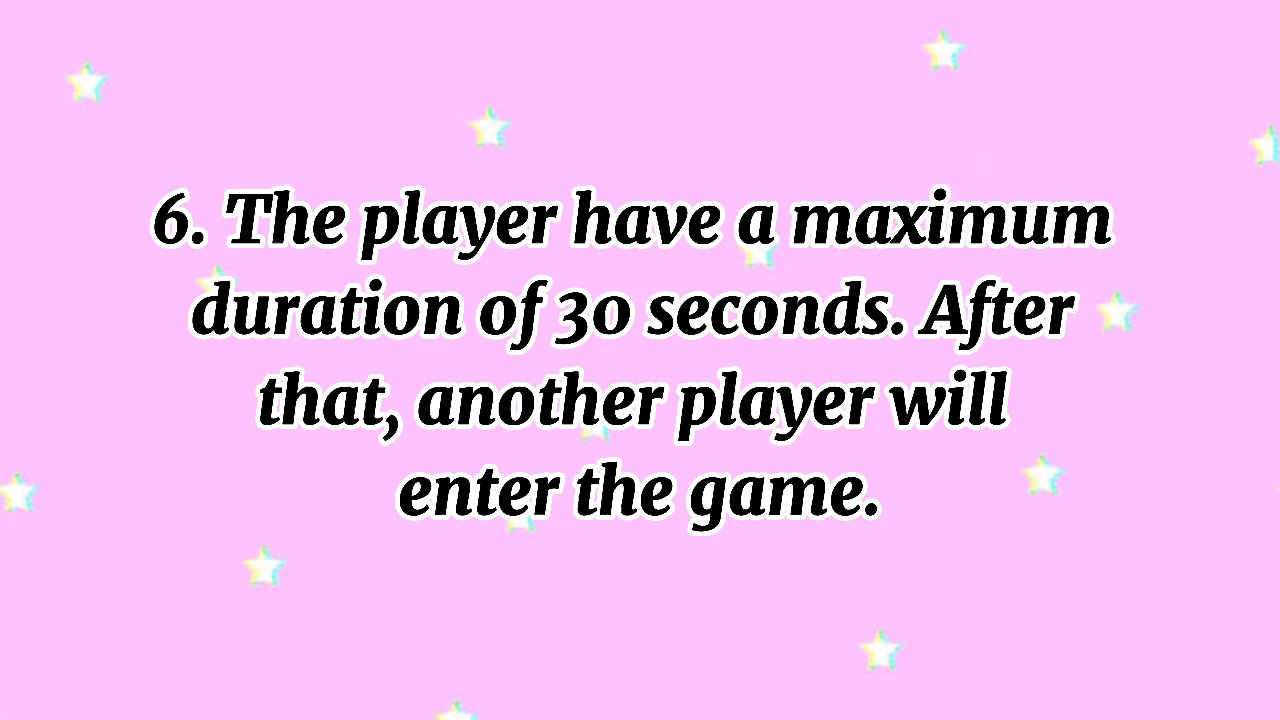 6. The player have a maximum
duration of 30 seconds. After
that, another player will
enter the game.